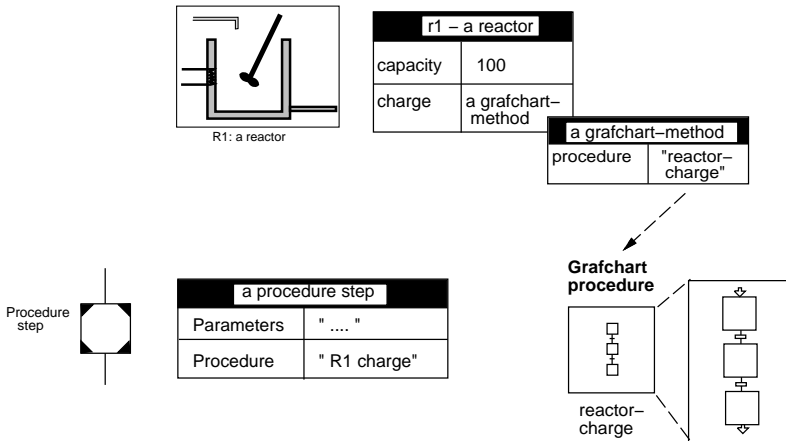 R1: a reactor
r1 – a reactor
capacity 100
charge a grafchart–
method
a grafchart–method
procedure "reactor–
charge"
Procedure
step
a procedure step
Parameters " .... "
Procedure " R1 charge"
Grafchart
procedure
reactor–
charge